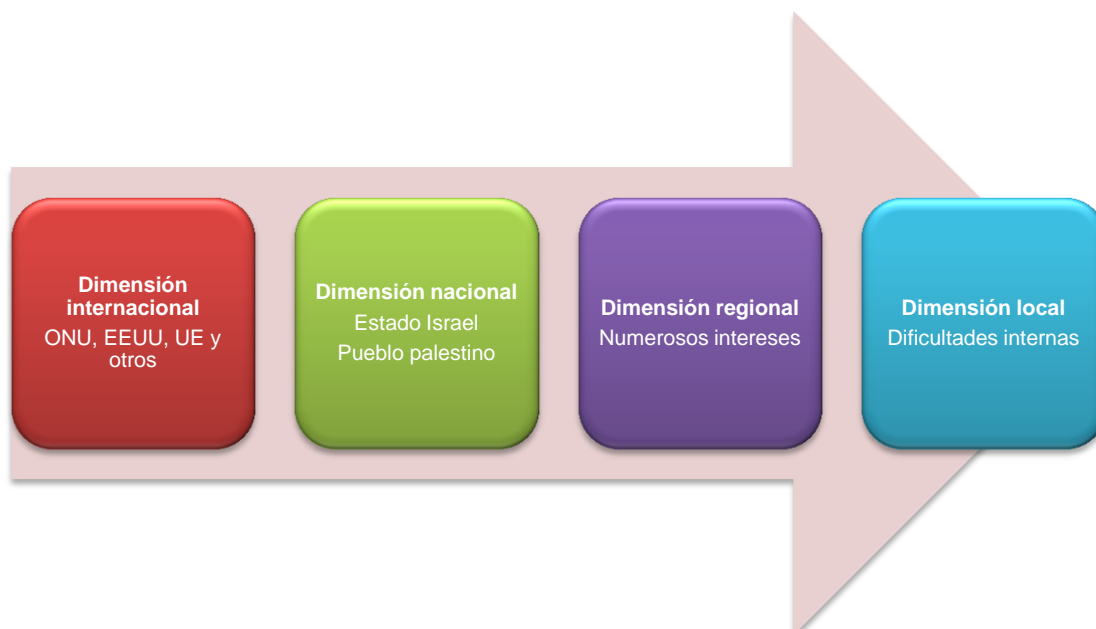 Dimensión
internacional
ONU, EEUU, UE y
otros
Dimensión nacional
Estado Israel
Pueblo palestino
Dimensión regional
Numerosos intereses
Dimensión local
Dificultades internas